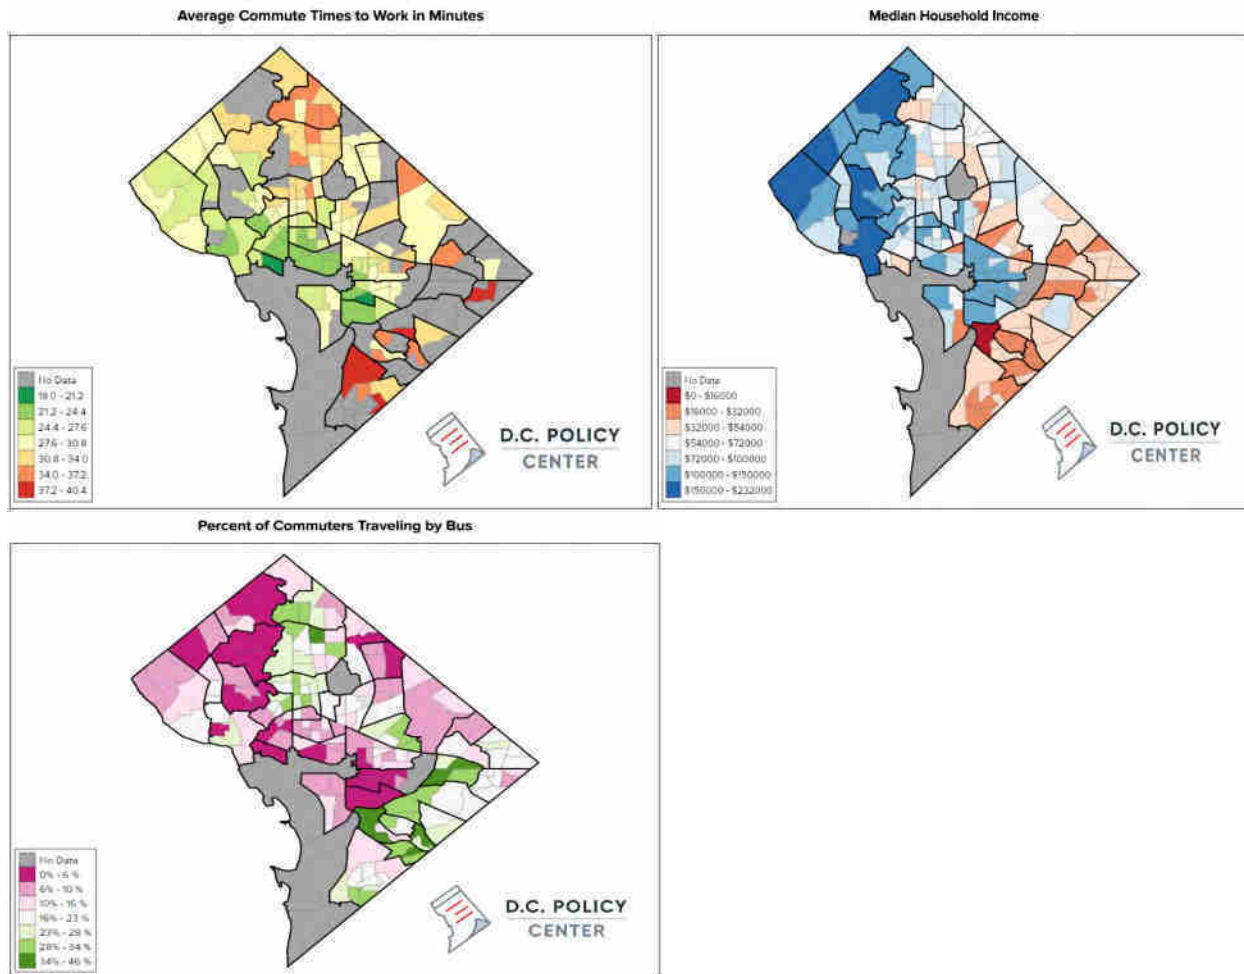 Average Commute Times to Work in Minutes
No Data
18.0 - 21.2
21.2 - 24.4
24.4 - 27.6
27.6 - 30.8
30.8 - 34.0
34.0 - 37.2
37.2 - 40.4
D.C. POLICY
CENTER
Median Household Income
No Data
$0 - $16000
$16000 - $32000
$32000 - $54000
$54000 - $72000
$72000 - $100000
$100000 - $150000
$150000 - $232000
D.C. POLICY
CENTER
Percent of Commuters Traveling by Bus
No Data
0% - 6 %
6% - 10 %
10% - 16 %
16% - 23 %
23% - 28 %
28% - 34 %
34% - 46 %
D.C. POLICY
CENTER